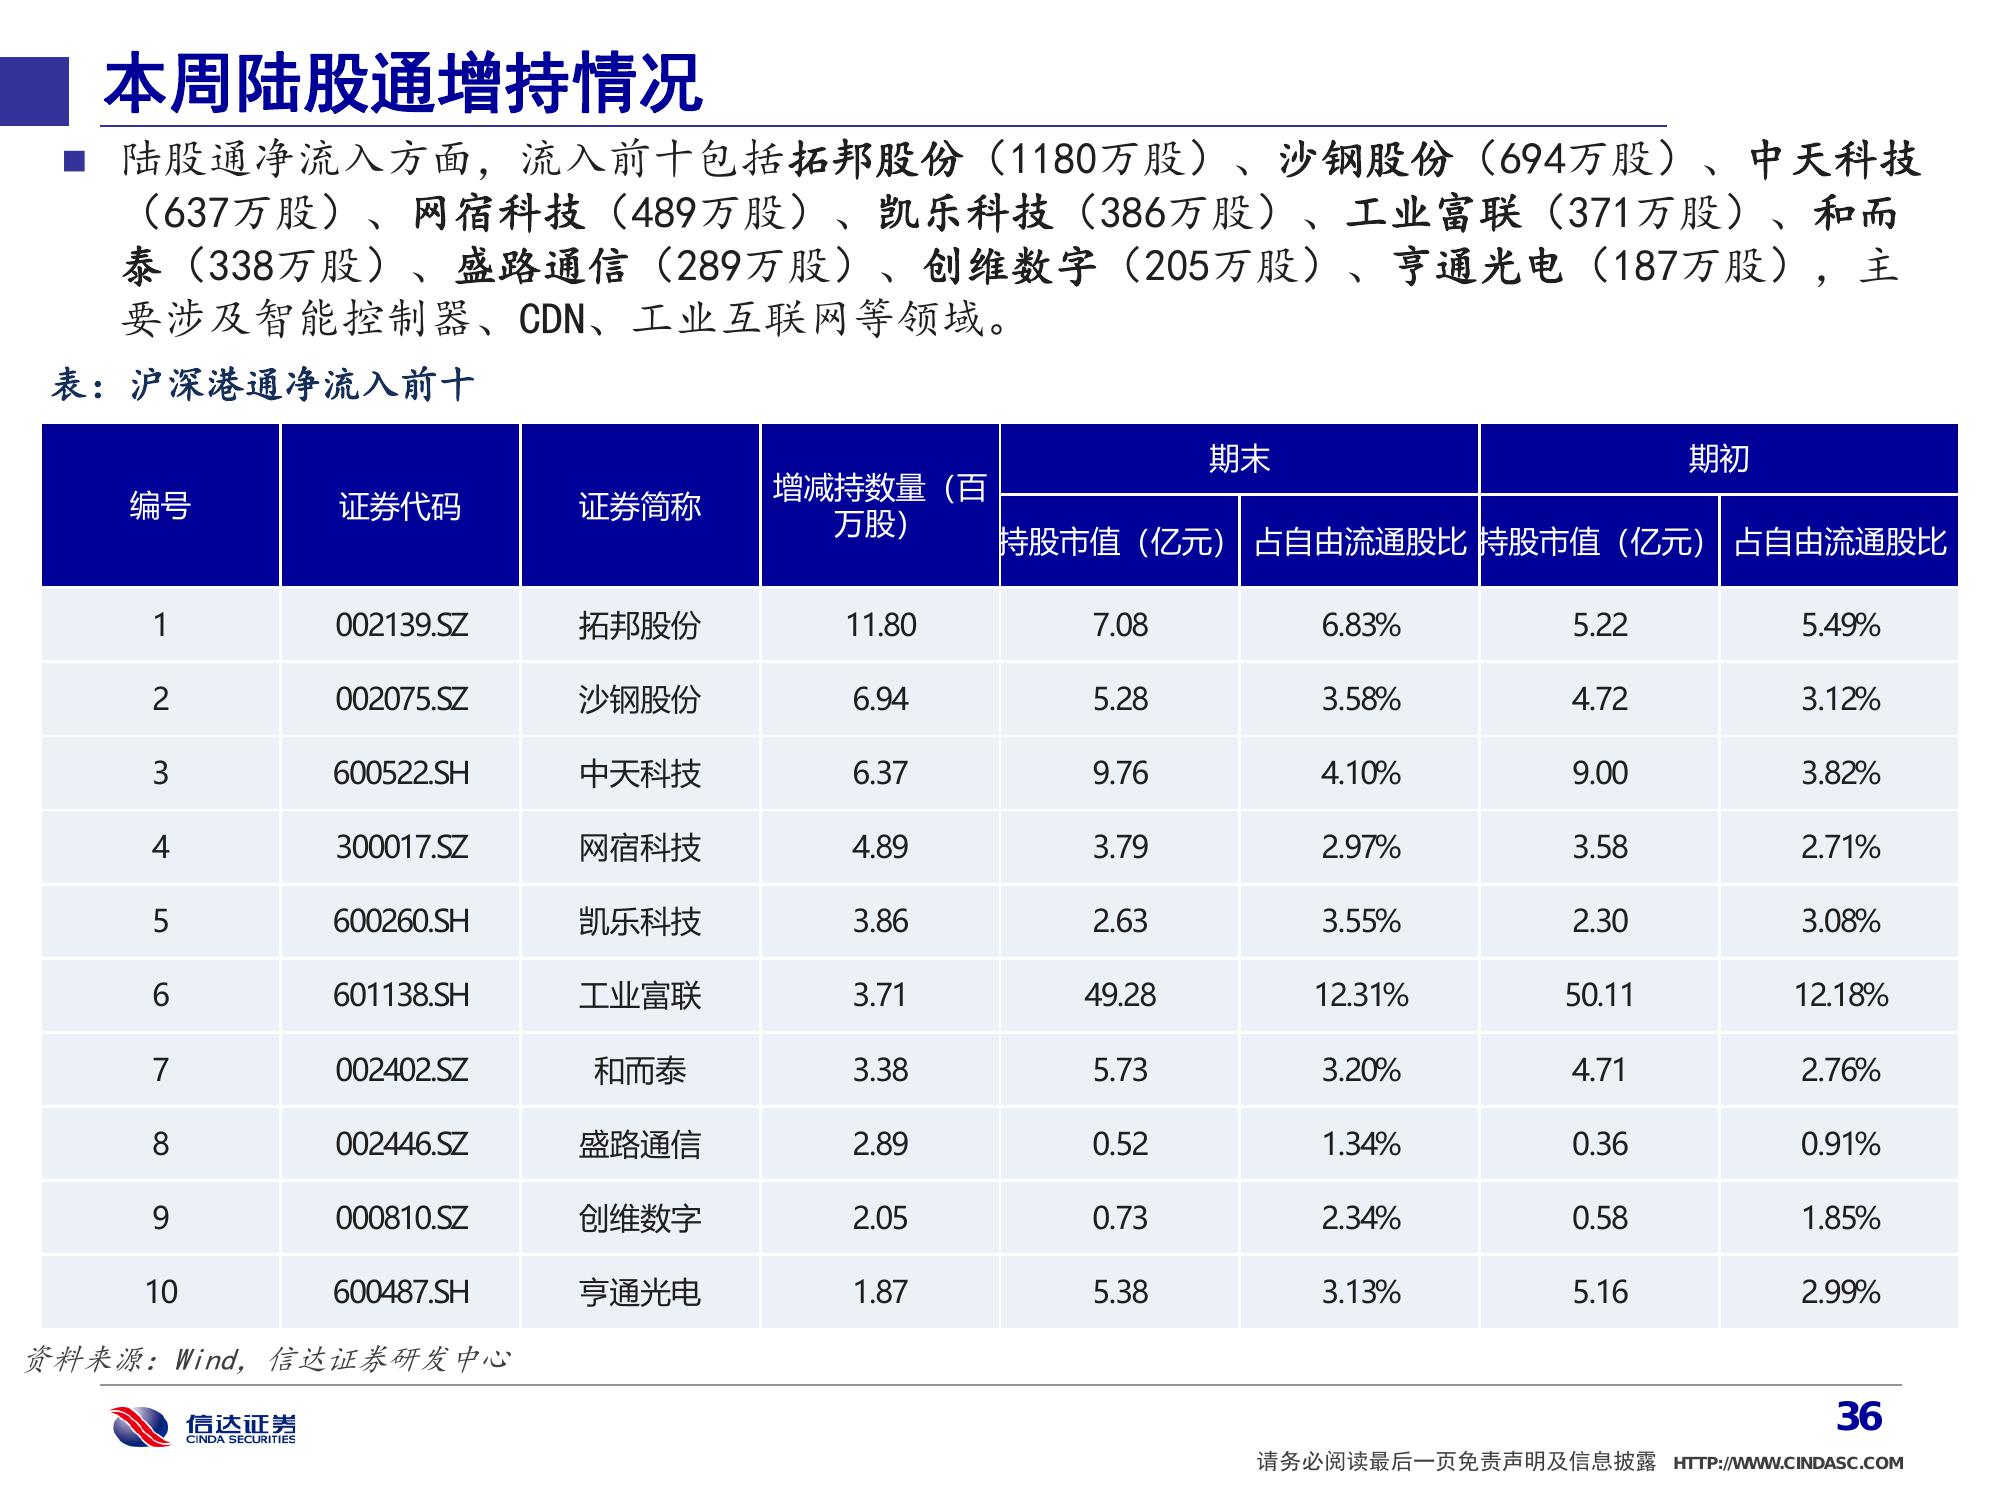 本周陆股通增持情况
陆股通净流入方面，流入前十包括拓邦股份（1180万股）、沙钢股份（694万股）、中天科技
（637万股）、网宿科技（489万股）、凯乐科技（386万股）、工业富联（371万股）、和而
泰（338万股）、盛路通信（289万股）、创维数字（205万股）、亨通光电（187万股），主
要涉及智能控制器、CDN、工业互联网等领域。
表：沪深港通净流入前十
编号 证券代码 证券简称 增减持数量（百万股） 期末 期初
持股市值（亿元） 占自由流通股比 持股市值（亿元） 占自由流通股比
1 002139.SZ 拓邦股份 11.80 7.08 6.83% 5.22 5.49%
2 002075.SZ 沙钢股份 6.94 5.28 3.58% 4.72 3.12%
3 600522.SH 中天科技 6.37 9.76 4.10% 9.00 3.82%
4 300017.SZ 网宿科技 4.89 3.79 2.97% 3.58 2.71%
5 600260.SH 凯乐科技 3.86 2.63 3.55% 2.30 3.08%
6 601138.SH 工业富联 3.71 49.28 12.31% 50.11 12.18%
7 002402.SZ 和而泰 3.38 5.73 3.20% 4.71 2.76%
8 002446.SZ 盛路通信 2.89 0.52 1.34% 0.36 0.91%
9 000810.SZ 创维数字 2.05 0.73 2.34% 0.58 1.85%
10 600487.SH 亨通光电 1.87 5.38 3.13% 5.16 2.99%
资料来源：Wind，信达证券研发中心
信达证券
CINDA SECURITIES
36
请务必阅读最后一页免责声明及信息披露 HTTP://WWW.CINDASC.COM